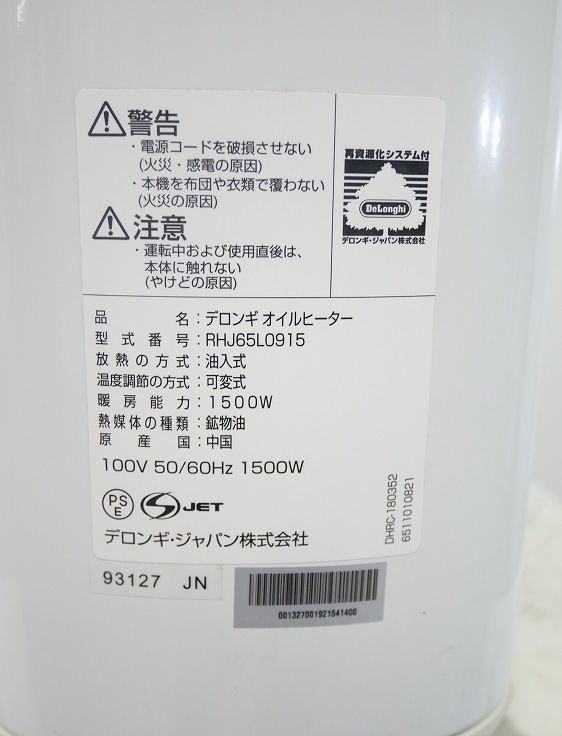 警告
・電源コードを破損させない
(火災・感電の原因)
・本機を布団や衣類で覆わない
(火災の原因)
注意
・運転中および使用直後は、
本体に触れない
(やけどの原因)
再資源化システム付
DeLonghi
デロンギ・ジャパン株式会社
品名：デロンギ オイルヒーター
型式番号：RHJ65L0915
放熱の方式：油入式
温度調節の方式：可変式
暖房能力：1500W
熱媒体の種類：鉱物油
原産国：中国
100V 50/60Hz 1500W
PS
E
S JET
デロンギ・ジャパン株式会社
DHRC-180352
6511010821
93127 JN
001327001921541400